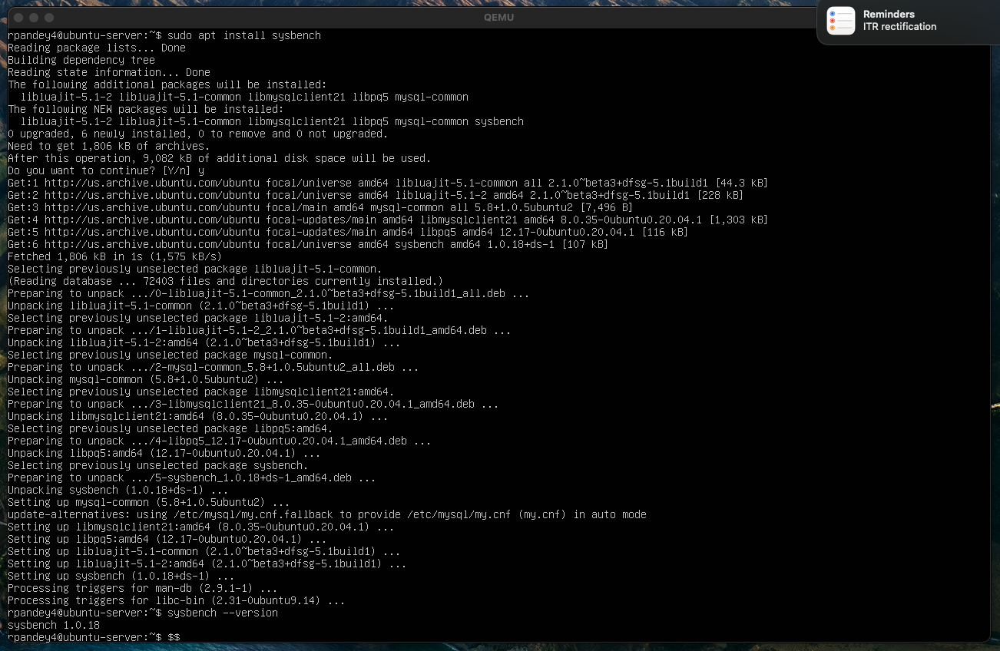 QEMU
Reminders
ITR rectification
rpandey4@ubuntu-server:~$ sudo apt install sysbench
Reading package lists... Done
Building dependency tree
Reading state information... Done
The following additional packages will be installed:
  libluajit-5.1-2 libluajit-5.1-common libmysqlclient21 libpq5 mysql-common
The following NEW packages will be installed:
  libluajit-5.1-2 libluajit-5.1-common libmysqlclient21 libpq5 mysql-common sysbench
0 upgraded, 6 newly installed, 0 to remove and 0 not upgraded.
Need to get 1,806 kB of archives.
After this operation, 9,082 kB of additional disk space will be used.
Do you want to continue? [Y/n] y
Get:1 http://us.archive.ubuntu.com/ubuntu focal/universe amd64 libluajit-5.1-common all 2.1.0~beta3+dfsg-5.1build1 [44.3 kB]
Get:2 http://us.archive.ubuntu.com/ubuntu focal/universe amd64 libluajit-5.1-2 amd64 2.1.0~beta3+dfsg-5.1build1 [228 kB]
Get:3 http://us.archive.ubuntu.com/ubuntu focal/main amd64 mysql-common all 5.8+1.0.5ubuntu2 [7,496 B]
Get:4 http://us.archive.ubuntu.com/ubuntu focal-updates/main amd64 libmysqlclient21 amd64 8.0.35-0ubuntu0.20.04.1 [1,303 kB]
Get:5 http://us.archive.ubuntu.com/ubuntu focal-updates/main amd64 libpq5 amd64 12.17-0ubuntu0.20.04.1 [116 kB]
Get:6 http://us.archive.ubuntu.com/ubuntu focal/universe amd64 sysbench amd64 1.0.18+ds-1 [107 kB]
Fetched 1,806 kB in 1s (1,575 kB/s)
Selecting previously unselected package libluajit-5.1-common.
(Reading database ... 72403 files and directories currently installed.)
Preparing to unpack .../0-libluajit-5.1-common_2.1.0~beta3+dfsg-5.1build1_all.deb ...
Unpacking libluajit-5.1-common (2.1.0~beta3+dfsg-5.1build1) ...
Selecting previously unselected package libluajit-5.1-2:amd64.
Preparing to unpack .../1-libluajit-5.1-2_2.1.0~beta3+dfsg-5.1build1_amd64.deb ...
Unpacking libluajit-5.1-2:amd64 (2.1.0~beta3+dfsg-5.1build1) ...
Selecting previously unselected package mysql-common.
Preparing to unpack .../2-mysql-common_5.8+1.0.5ubuntu2_all.deb ...
Unpacking mysql-common (5.8+1.0.5ubuntu2) ...
Selecting previously unselected package libmysqlclient21:amd64.
Preparing to unpack .../3-libmysqlclient21_8.0.35-0ubuntu0.20.04.1_amd64.deb ...
Unpacking libmysqlclient21:amd64 (8.0.35-0ubuntu0.20.04.1) ...
Selecting previously unselected package libpq5:amd64.
Preparing to unpack .../4-libpq5_12.17-0ubuntu0.20.04.1_amd64.deb ...
Unpacking libpq5:amd64 (12.17-0ubuntu0.20.04.1) ...
Selecting previously unselected package sysbench.
Preparing to unpack .../5-sysbench_1.0.18+ds-1_amd64.deb ...
Unpacking sysbench (1.0.18+ds-1) ...
Setting up mysql-common (5.8+1.0.5ubuntu2) ...
update-alternatives: using /etc/mysql/my.cnf.fallback to provide /etc/mysql/my.cnf (my.cnf) in auto mode
Setting up libmysqlclient21:amd64 (8.0.35-0ubuntu0.20.04.1) ...
Setting up libpq5:amd64 (12.17-0ubuntu0.20.04.1) ...
Setting up libluajit-5.1-common (2.1.0~beta3+dfsg-5.1build1) ...
Setting up libluajit-5.1-2:amd64 (2.1.0~beta3+dfsg-5.1build1) ...
Setting up sysbench (1.0.18+ds-1) ...
Processing triggers for man-db (2.9.1-1) ...
Processing triggers for libc-bin (2.31-0ubuntu9.14) ...
rpandey4@ubuntu-server:~$ sysbench --version
sysbench 1.0.18
rpandey4@ubuntu-server:~$ $$